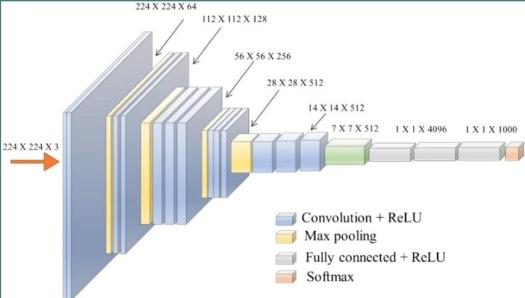 224 X 224 X 64
112 X 112 X 128
56 X 56 X 256
28 X 28 X 512
14 X 14 X 512
7 X 7 X 512
1 X 1 X 4096
1 X 1 X 1000
224 X 224 X 3
Convolution + ReLU
Max pooling
Fully connected + ReLU
Softmax